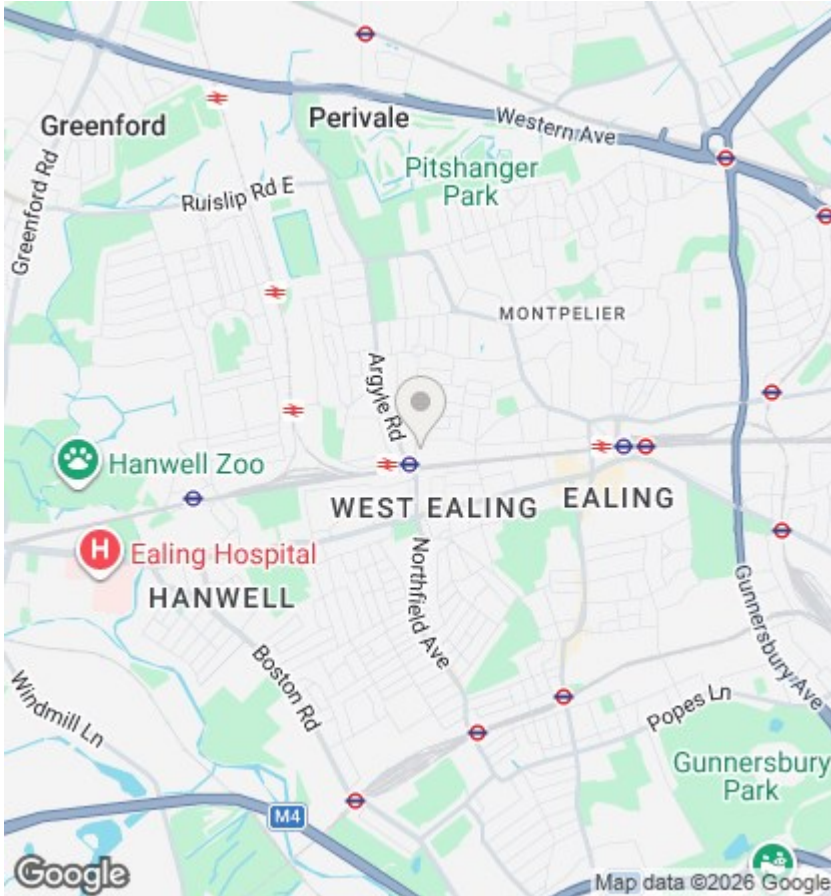 Greenford
Perivale
Western Ave
Pitshanger
Park
Greenford Rd
Ruislip Rd E
MONTPELIER
Argyle Rd
Hanwell Zoo
WEST EALING
EALING
H
Ealing Hospital
HANWELL
Northfield Ave
Gunnersbury Ave
Boston Rd
Windmill Ln
Popes Ln
Gunnersbury
Park
M4
Google
Map data ©2026 Google